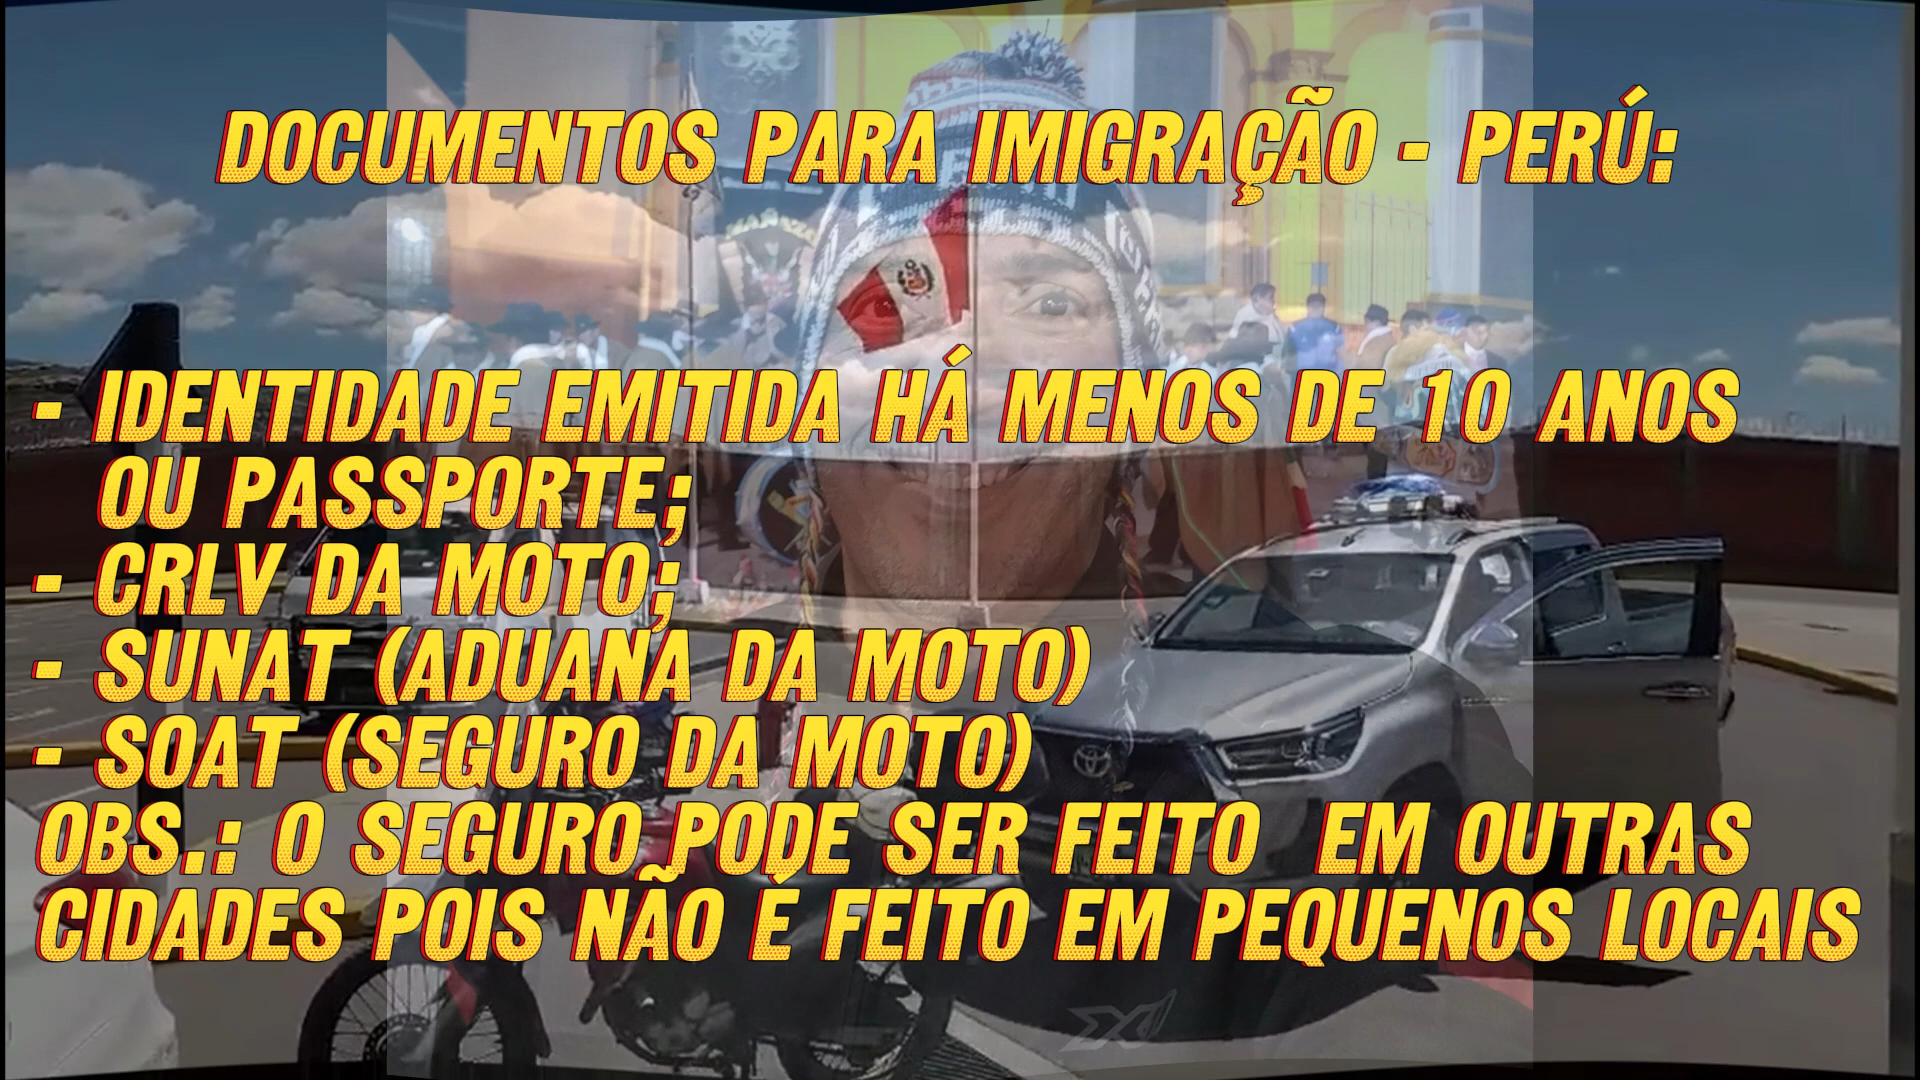 DOCUMENTOS PARA IMIGRAÇÃO - PERÚ:
- IDENTIDADE EMITIDA HÁ MENOS DE 10 ANOS
OU PASSPORTE;
- CRLV DA MOTO;
- SUNAT (ADUANA DA MOTO)
- SOAT (SEGURO DA MOTO)
OBS.: O SEGURO PODE SER FEITO EM OUTRAS
CIDADES POIS NÃO É FEITO EM PEQUENOS LOCAIS